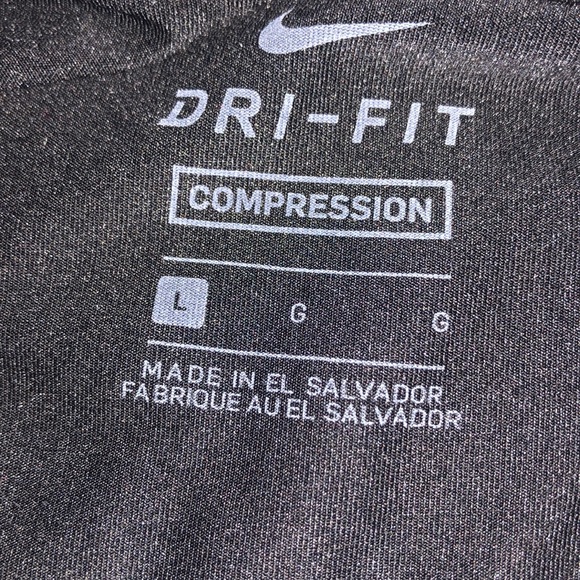 DRI-FIT
COMPRESSION
L G G
MADE IN EL SALVADOR
FABRIQUE AU EL SALVADOR